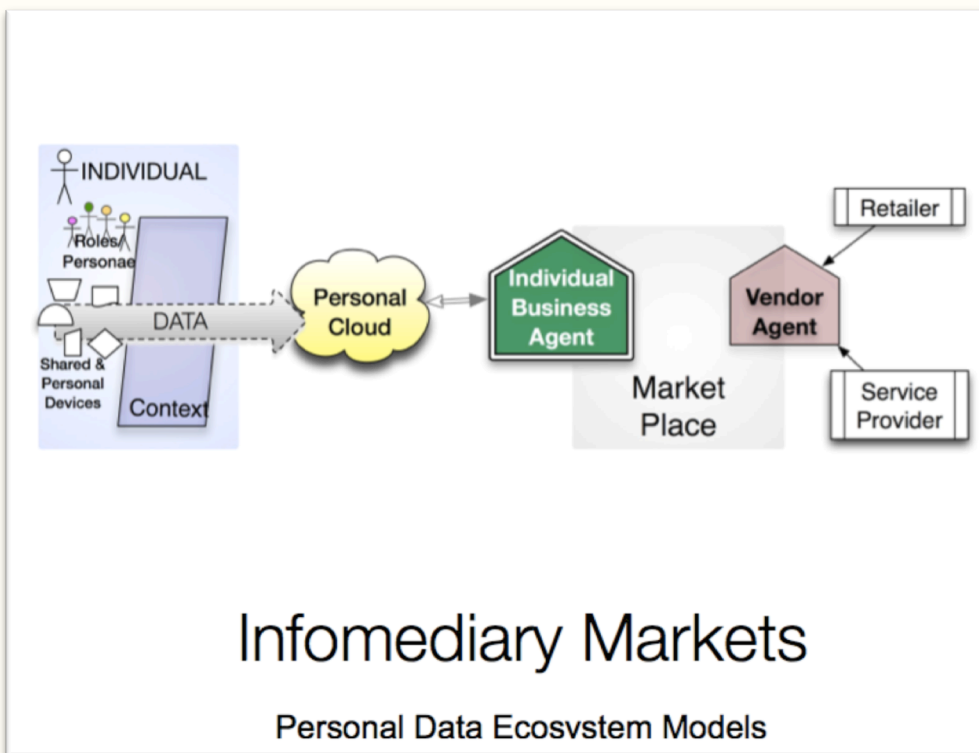 INDIVIDUAL
Roles/
Personae
DATA
Shared &
Personal
Devices
Context
Personal
Cloud
Individual
Business
Agent
Market
Place
Vendor
Agent
Retailer
Service
Provider
Infomediary Markets
Personal Data Ecosystem Models